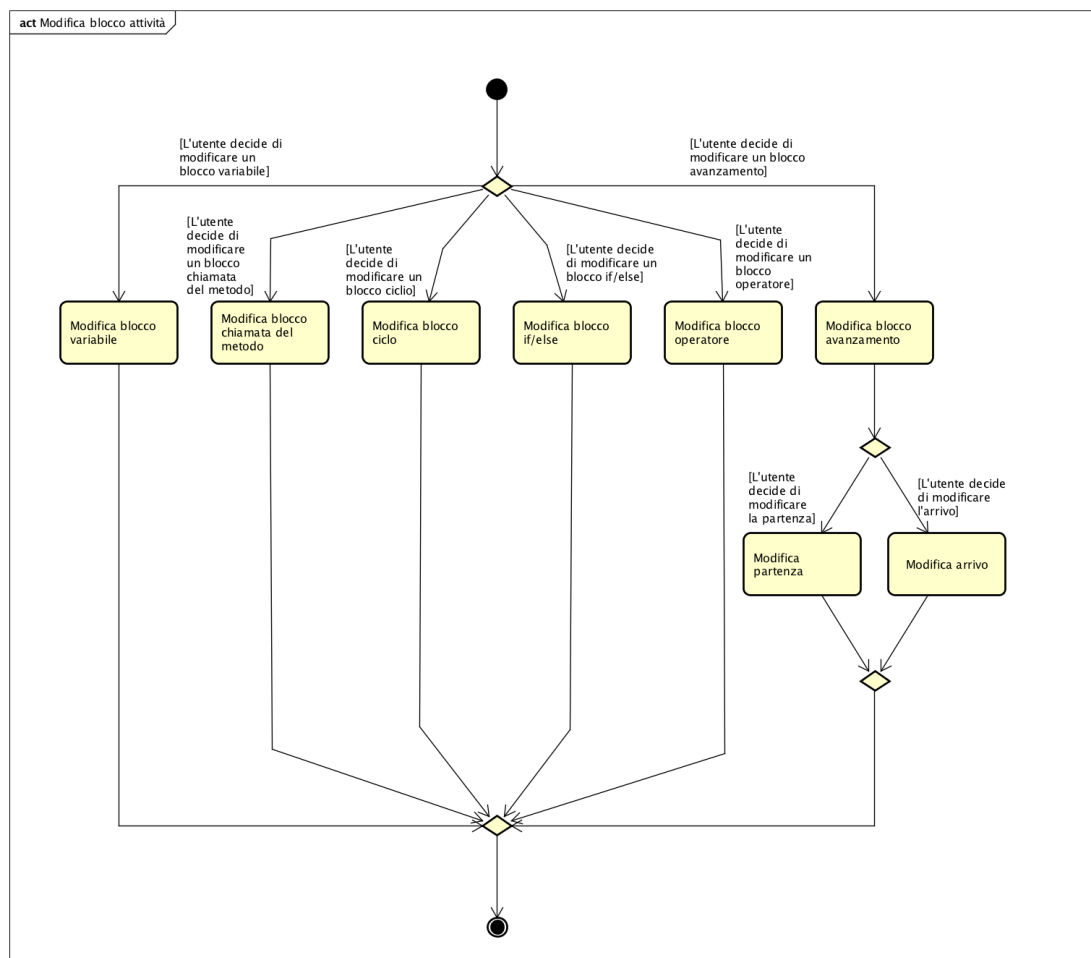 act Modifica blocco attività
[L'utente decide di
modificare un
blocco variabile]
[L'utente decide di
modificare un blocco
avanzamento]
[L'utente
decide di
modificare
un blocco
chiamata
del metodo]
[L'utente
decide di
modificare un
blocco ciclio]
[L'utente decide
di modificare un
blocco if/else]
[L'utente
decide di
modificare un
blocco
operatore]
Modifica blocco
variabile
Modifica blocco
chiamata del
metodo
Modifica blocco
ciclo
Modifica blocco
if/else
Modifica blocco
operatore
Modifica blocco
avanzamento
[L'utente
decide di
modificare
la partenza]
[L'utente decide
di modificare
l'arrivo]
Modifica
partenza
Modifica arrivo